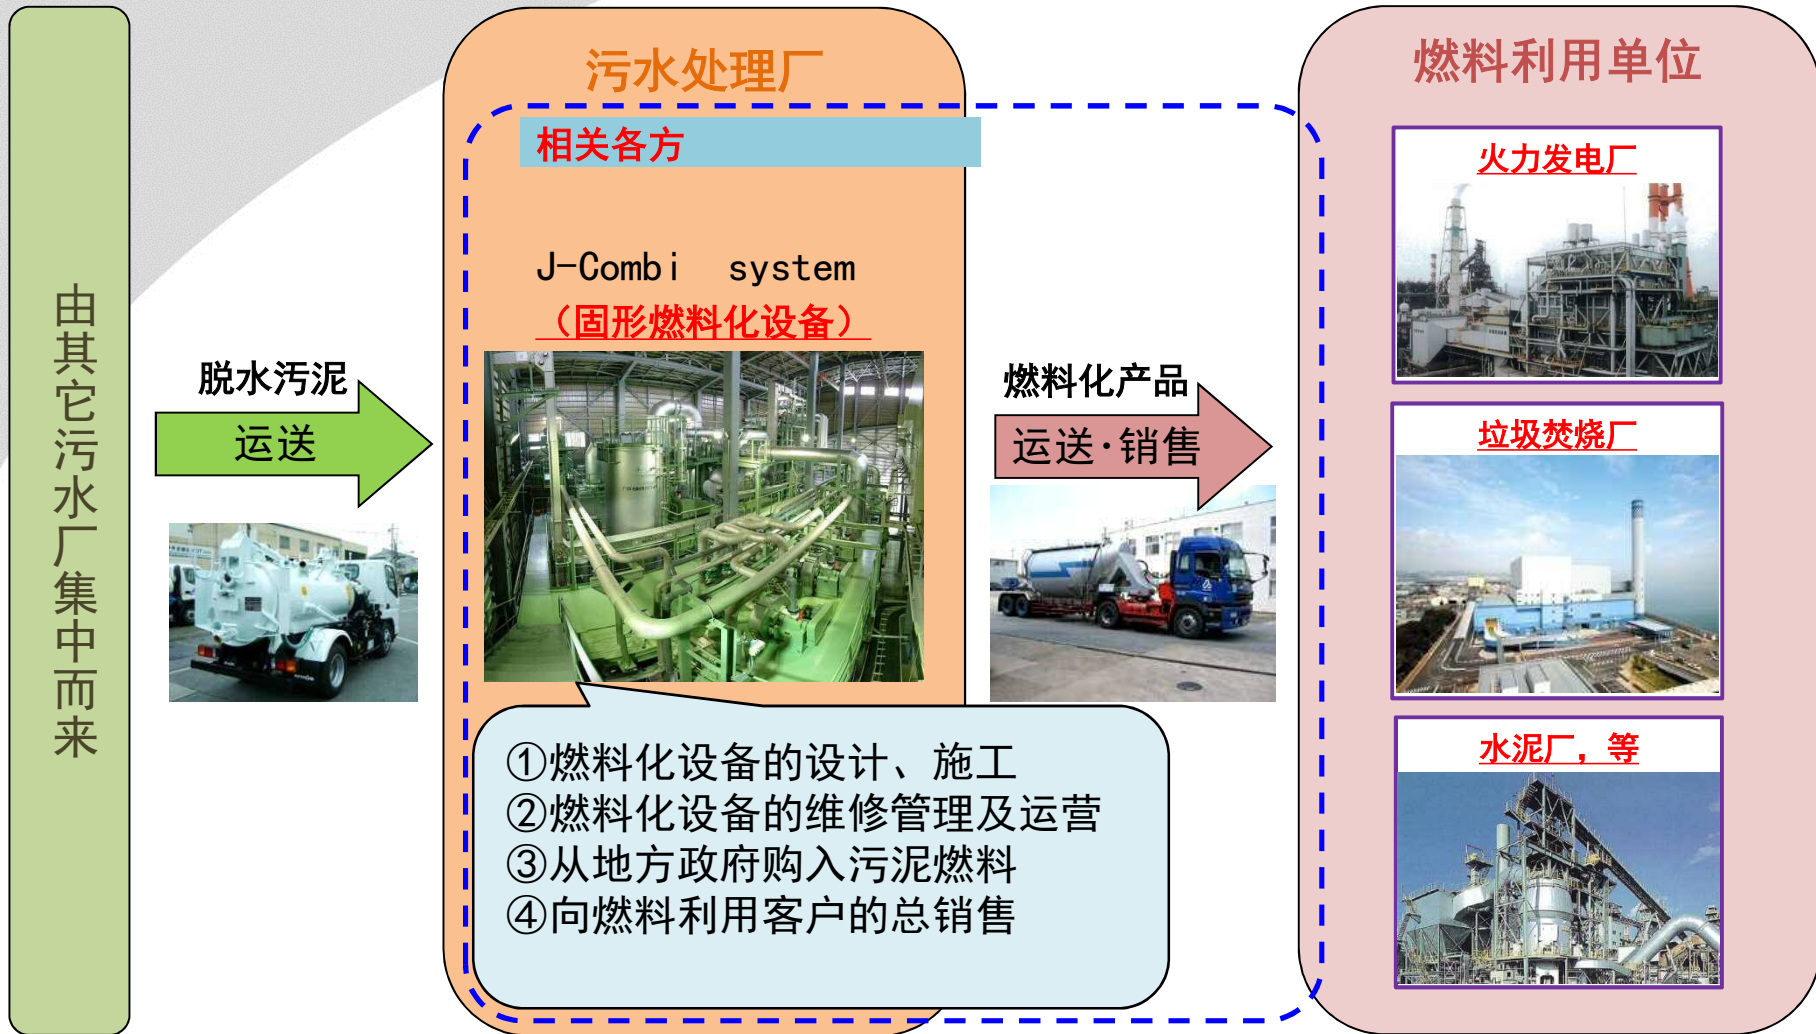 由其它污水厂集中而来
脱水污泥
运送
污水处理厂
相关各方
J-Combi system
（固形燃料化设备）
①燃料化设备的设计、施工
②燃料化设备的维修管理及运营
③从地方政府购入污泥燃料
④向燃料利用客户的总销售
燃料化产品
运送·销售
燃料利用单位
火力发电厂
垃圾焚烧厂
水泥厂，等